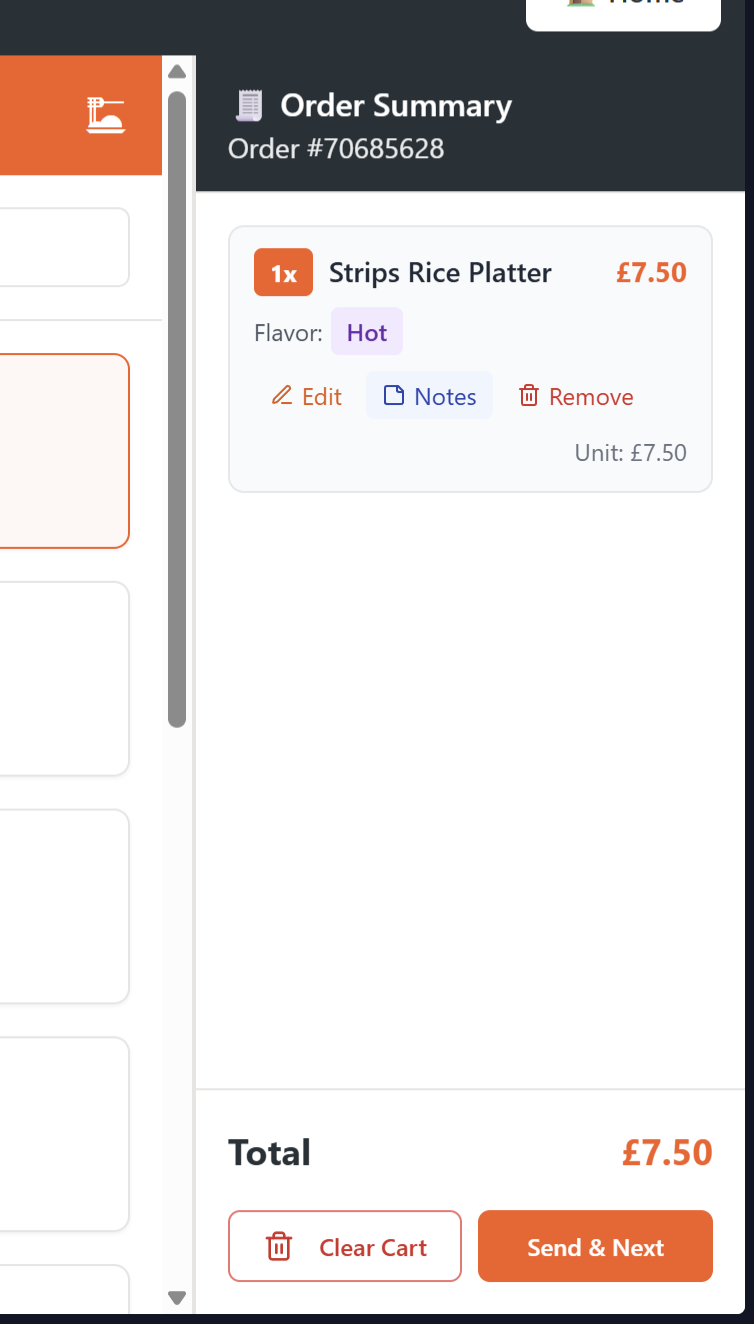 Home
Order Summary
Order #70685628
1x Strips Rice Platter £7.50
Flavor: Hot
Edit Notes Remove
Unit: £7.50
Total £7.50
Clear Cart Send & Next